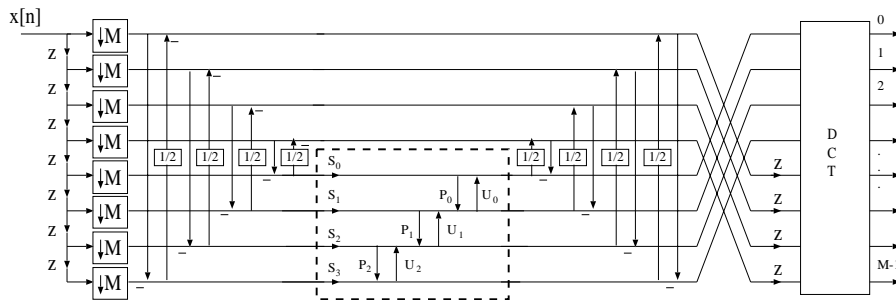 x[n]
0
↓M
Z
1
↓M
Z
2
↓M
Z
↓M
1/2 1/2 1/2 1/2
1/2 1/2 1/2 1/2
D
C
T
.
.
.
Z
S₀
↓M
Z
P₀ U₀
Z
S₁
↓M
Z
P₁ U₁
Z
S₂
↓M
Z
P₂ U₂
Z
S₃
↓M
Z
M-